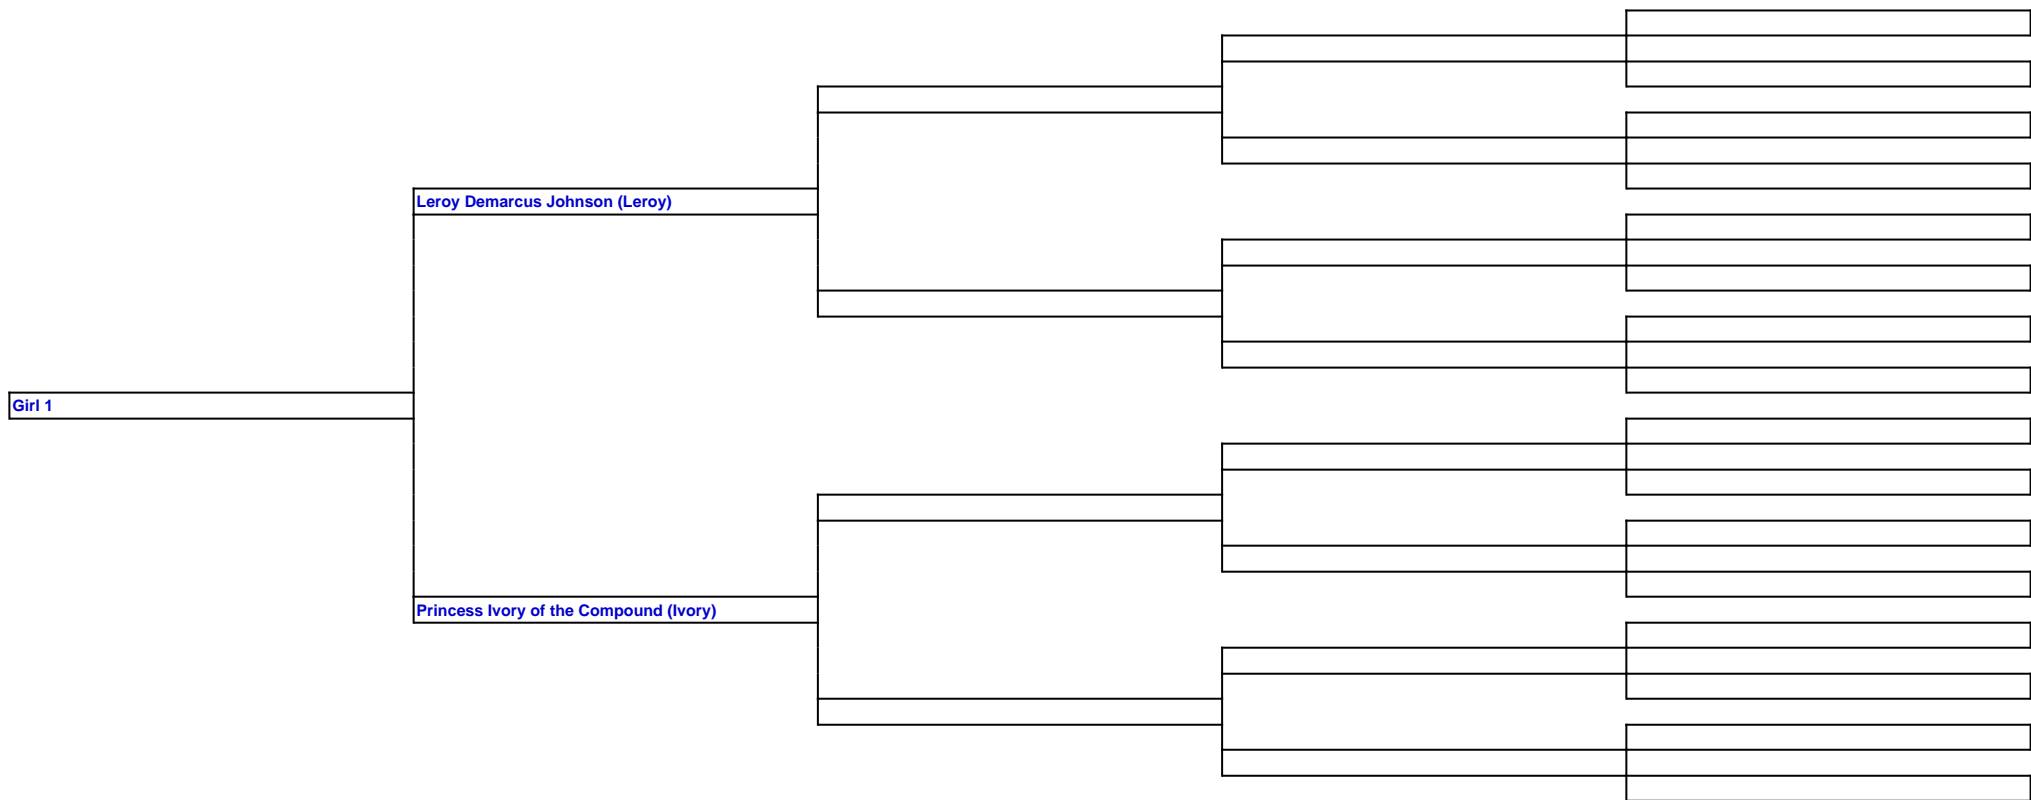 Leroy Demarcus Johnson (Leroy)
Girl 1
Princess Ivory of the Compound (Ivory)